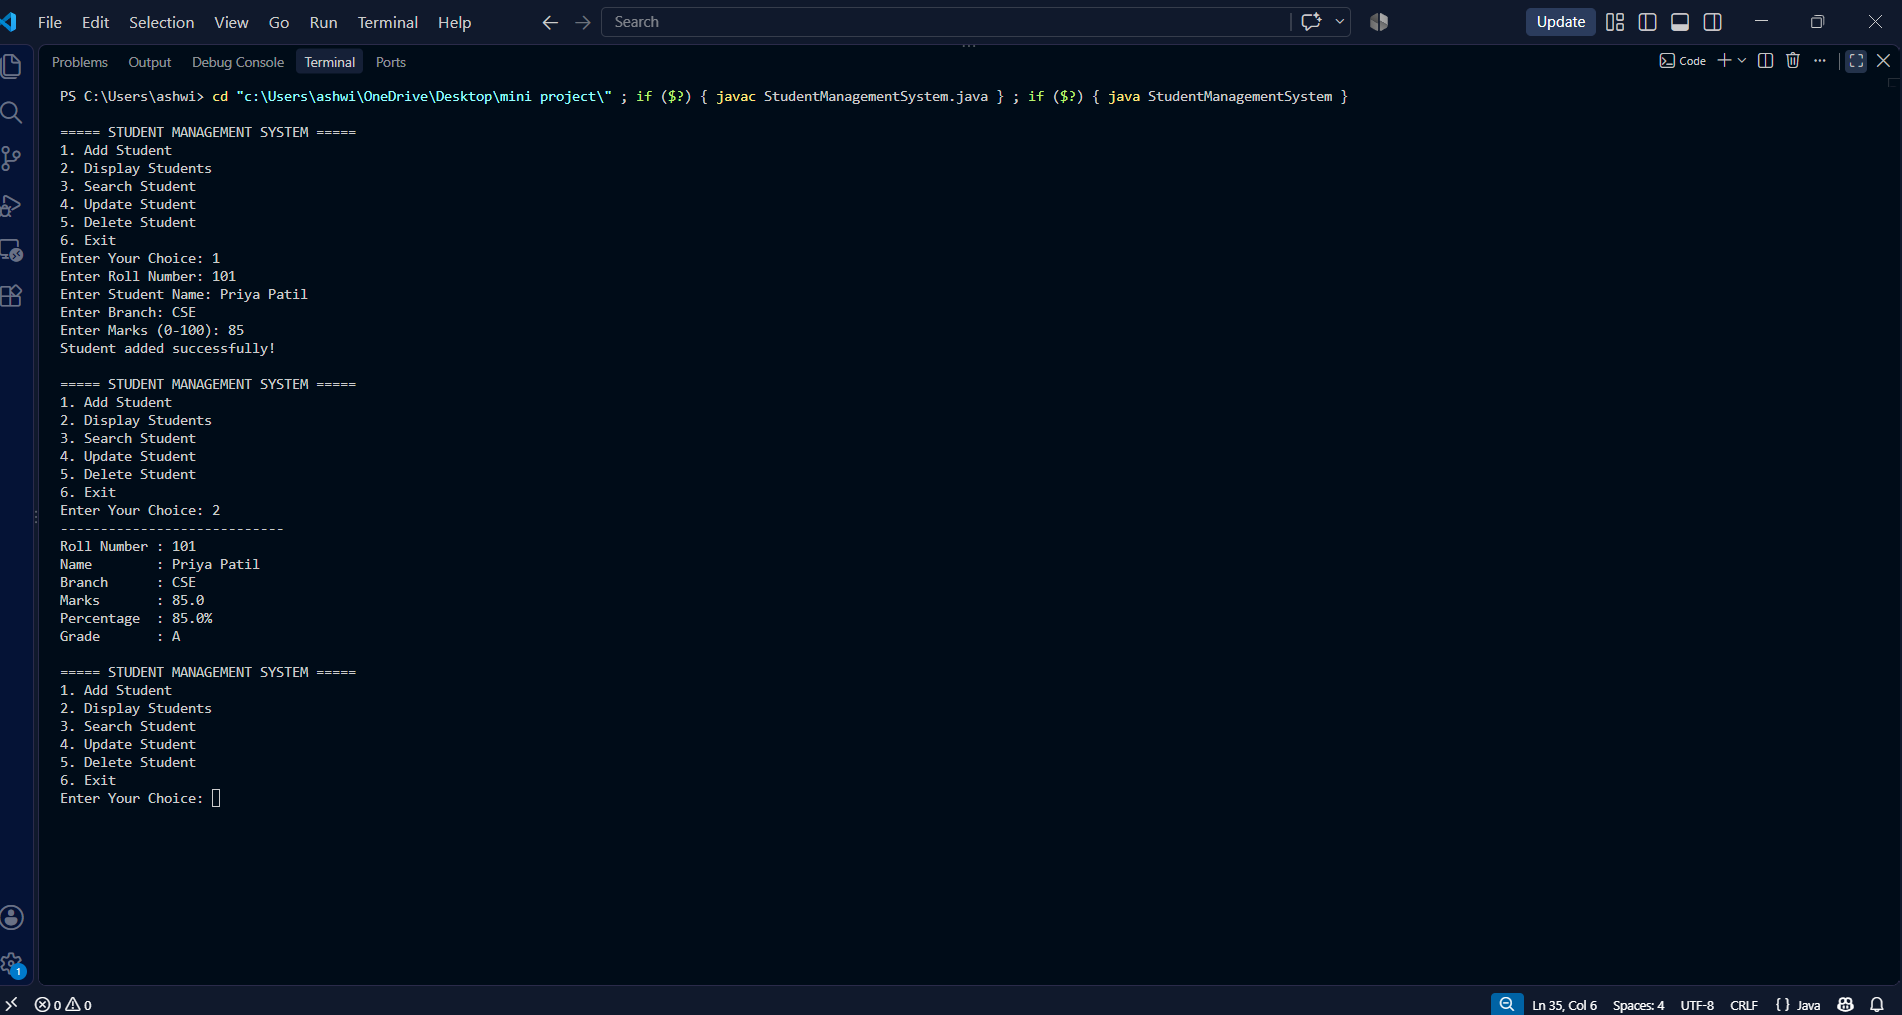 File Edit Selection View Go Run Terminal Help Search Update
Problems Output Debug Console Terminal Ports Code
PS C:\Users\ashwi> cd "c:\Users\ashwi\OneDrive\Desktop\mini project\" ; if ($?) { javac StudentManagementSystem.java } ; if ($?) { java StudentManagementSystem }
===== STUDENT MANAGEMENT SYSTEM =====
1. Add Student
2. Display Students
3. Search Student
4. Update Student
5. Delete Student
6. Exit
Enter Your Choice: 1
Enter Roll Number: 101
Enter Student Name: Priya Patil
Enter Branch: CSE
Enter Marks (0-100): 85
Student added successfully!
===== STUDENT MANAGEMENT SYSTEM =====
1. Add Student
2. Display Students
3. Search Student
4. Update Student
5. Delete Student
6. Exit
Enter Your Choice: 2
----------------------------
Roll Number : 101
Name        : Priya Patil
Branch      : CSE
Marks       : 85.0
Percentage  : 85.0%
Grade       : A
===== STUDENT MANAGEMENT SYSTEM =====
1. Add Student
2. Display Students
3. Search Student
4. Update Student
5. Delete Student
6. Exit
Enter Your Choice:
1
0 0 Ln 35, Col 6 Spaces: 4 UTF-8 CRLF {} Java